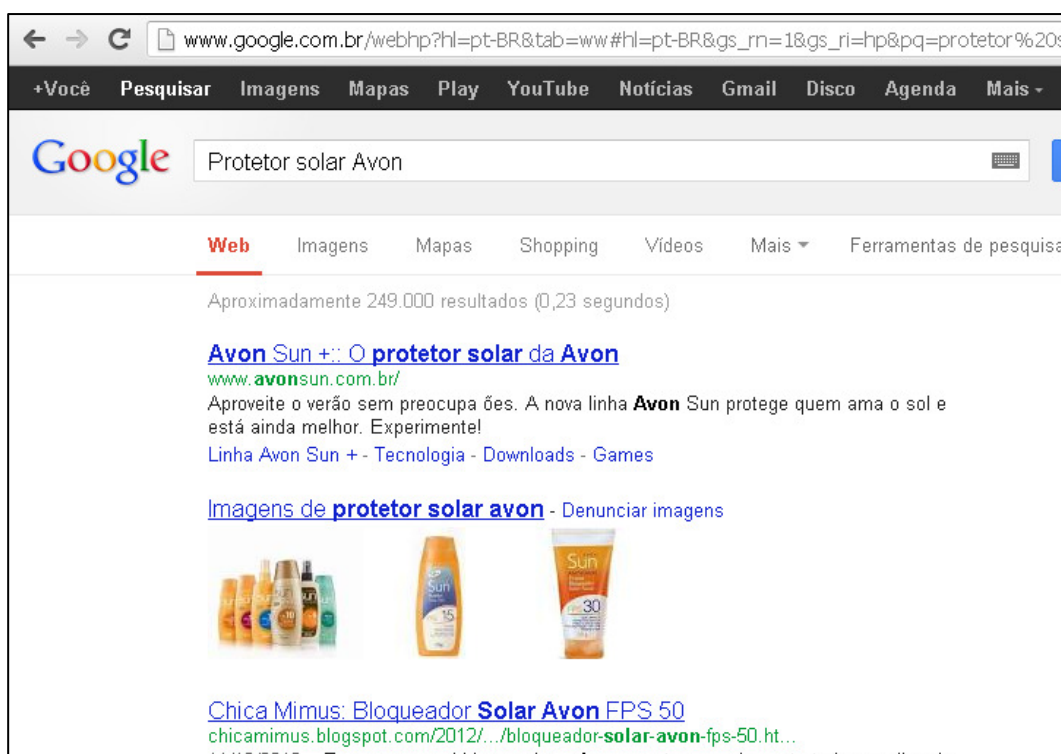 www.google.com.br/webhp?hl=pt-BR&tab=ww#hl=pt-BR&gs_rn=1&gs_ri=hp&pq=protetor%20s
+Você Pesquisar Imagens Mapas Play YouTube Notícias Gmail Disco Agenda Mais
Google Protetor solar Avon
Web Imagens Mapas Shopping Vídeos Mais Ferramentas de pesquisa
Aproximadamente 249.000 resultados (0,23 segundos)
Avon Sun +:: O protetor solar da Avon
www.avonsun.com.br/
Aproveite o verão sem preocupa ões. A nova linha Avon Sun protege quem ama o sol e
está ainda melhor. Experimente!
Linha Avon Sun + - Tecnologia - Downloads - Games
Imagens de protetor solar avon - Denunciar imagens
Sun
15
Sun
FPS 30
Chica Mimus: Bloqueador Solar Avon FPS 50
chicamimus.blogspot.com/2012/.../bloqueador-solar-avon-fps-50.ht...